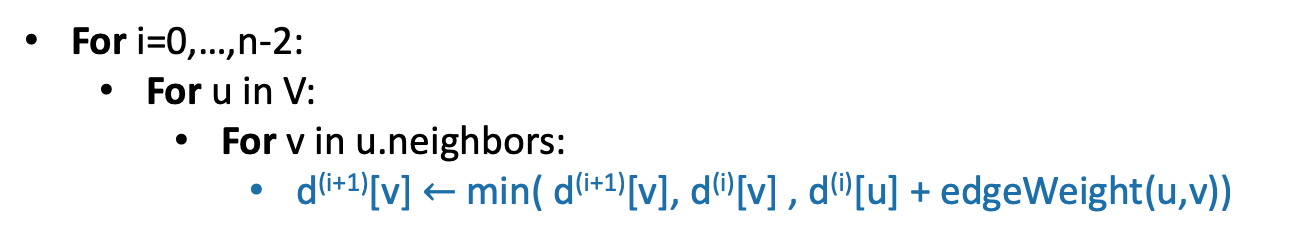 • For i=0,...,n-2:
• For u in V:
• For v in u.neighbors:
• d⁽ⁱ⁺¹⁾[v] ← min( d⁽ⁱ⁺¹⁾[v], d⁽ⁱ⁾[v] , d⁽ⁱ⁾[u] + edgeWeight(u,v))